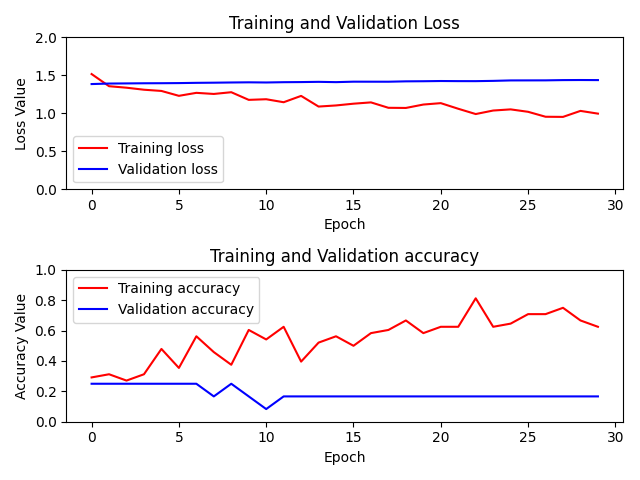 Training and Validation Loss
2.0
1.5
1.0
0.5
0.0
Loss Value
Training loss
Validation loss
0 5 10 15 20 25 30
Epoch
Training and Validation accuracy
1.0
0.8
0.6
0.4
0.2
0.0
Accuracy Value
Training accuracy
Validation accuracy
0 5 10 15 20 25 30
Epoch